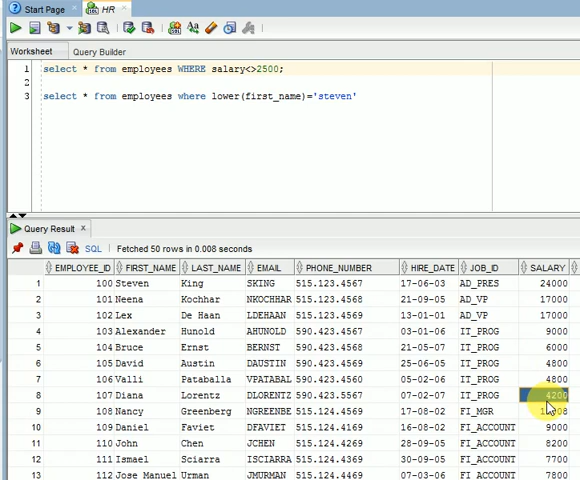 Start Page HR
Worksheet Query Builder
1 select * from employees WHERE salary<>2500;
2
3 select * from employees where lower(first_name)='steven'
Query Result
SQL Fetched 50 rows in 0.008 seconds
EMPLOYEE_ID FIRST_NAME LAST_NAME EMAIL PHONE_NUMBER HIRE_DATE JOB_ID SALARY
1 100 Steven King SKING 515.123.4567 17-06-03 AD_PRES 24000
2 101 Neena Kochhar NKOCHHAR 515.123.4568 21-09-05 AD_VP 17000
3 102 Lex De Haan LDEHAAN 515.123.4569 13-01-01 AD_VP 17000
4 103 Alexander Hunold AHUNOLD 590.423.4567 03-01-06 IT_PROG 9000
5 104 Bruce Ernst BERNST 590.423.4568 21-05-07 IT_PROG 6000
6 105 David Austin DAUSTIN 590.423.4569 25-06-05 IT_PROG 4800
7 106 Valli Pataballa VPATABAL 590.423.4560 05-02-06 IT_PROG 4800
8 107 Diana Lorentz DLORENTZ 590.423.5567 07-02-07 IT_PROG 4200
9 108 Nancy Greenberg NGREENBE 515.124.4569 17-08-02 FI_MGR
10 109 Daniel Faviet DFAVIET 515.124.4169 16-08-02 FI_ACCOUNT 9000
11 110 John Chen JCHEN 515.124.4269 28-09-05 FI_ACCOUNT 8200
12 111 Ismael Sciarra ISCIARRA 515.124.4369 30-09-05 FI_ACCOUNT 7700
13 112 Jose Manuel Urman JMURMAN 515.124.4469 07-03-06 FI_ACCOUNT 7800